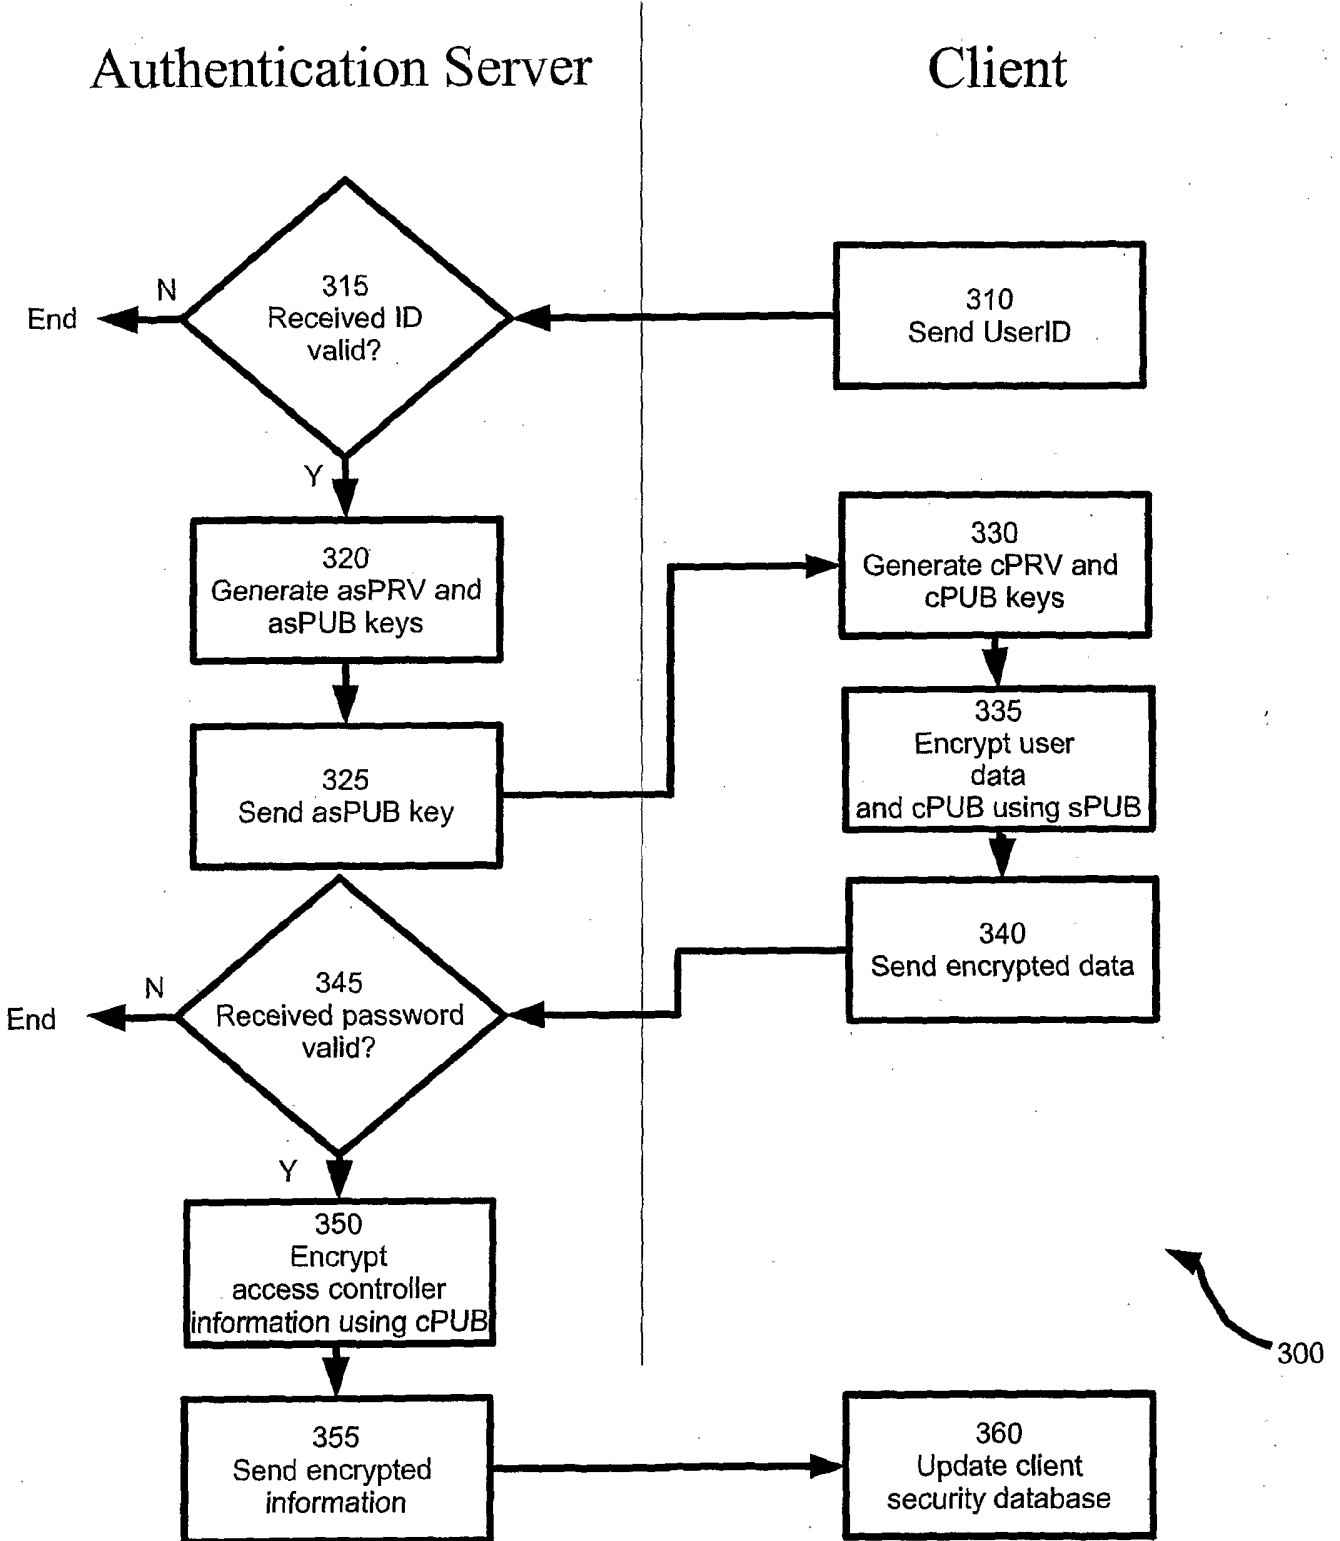 Authentication Server
Client
315
Received ID
valid?
N
End
Y
310
Send UserID
320
Generate asPRV and
asPUB keys
330
Generate cPRV and
cPUB keys
325
Send asPUB key
335
Encrypt user
data
and cPUB using sPUB
340
Send encrypted data
345
Received password
valid?
N
End
Y
350
Encrypt
access controller
information using cPUB
300
355
Send encrypted
information
360
Update client
security database